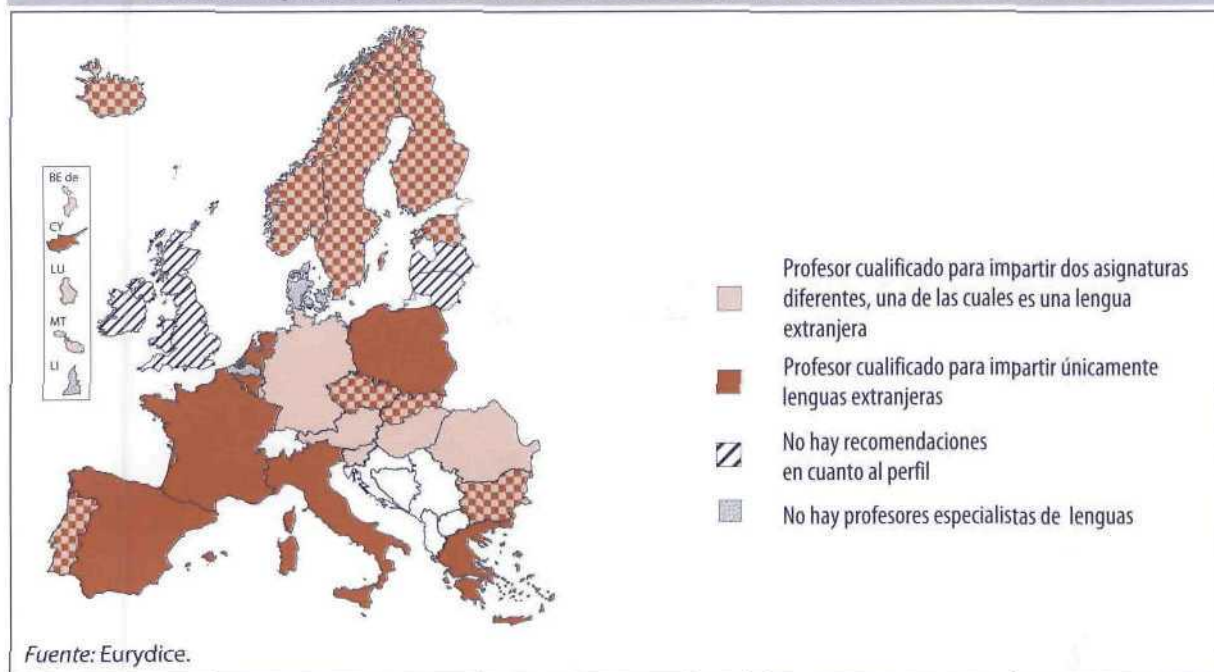 BE de
CY
LU
MT
LI
Profesor cualificado para impartir dos asignaturas
diferentes, una de las cuales es una lengua
extranjera
Profesor cualificado para impartir únicamente
lenguas extranjeras
No hay recomendaciones
en cuanto al perfil
No hay profesores especialistas de lenguas
Fuente: Eurydice.